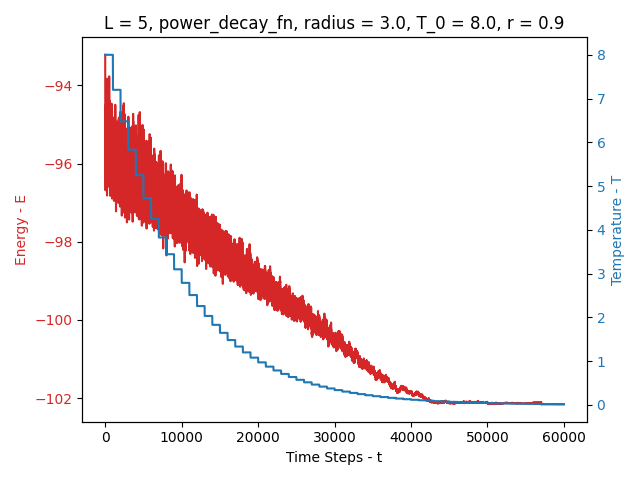 L = 5, power_decay_fn, radius = 3.0, T_0 = 8.0, r = 0.9
−94
−96
−98
−100
−102
Energy - E
8
7
6
5
4
3
2
1
0
Temperature - T
0 10000 20000 30000 40000 50000 60000
Time Steps - t